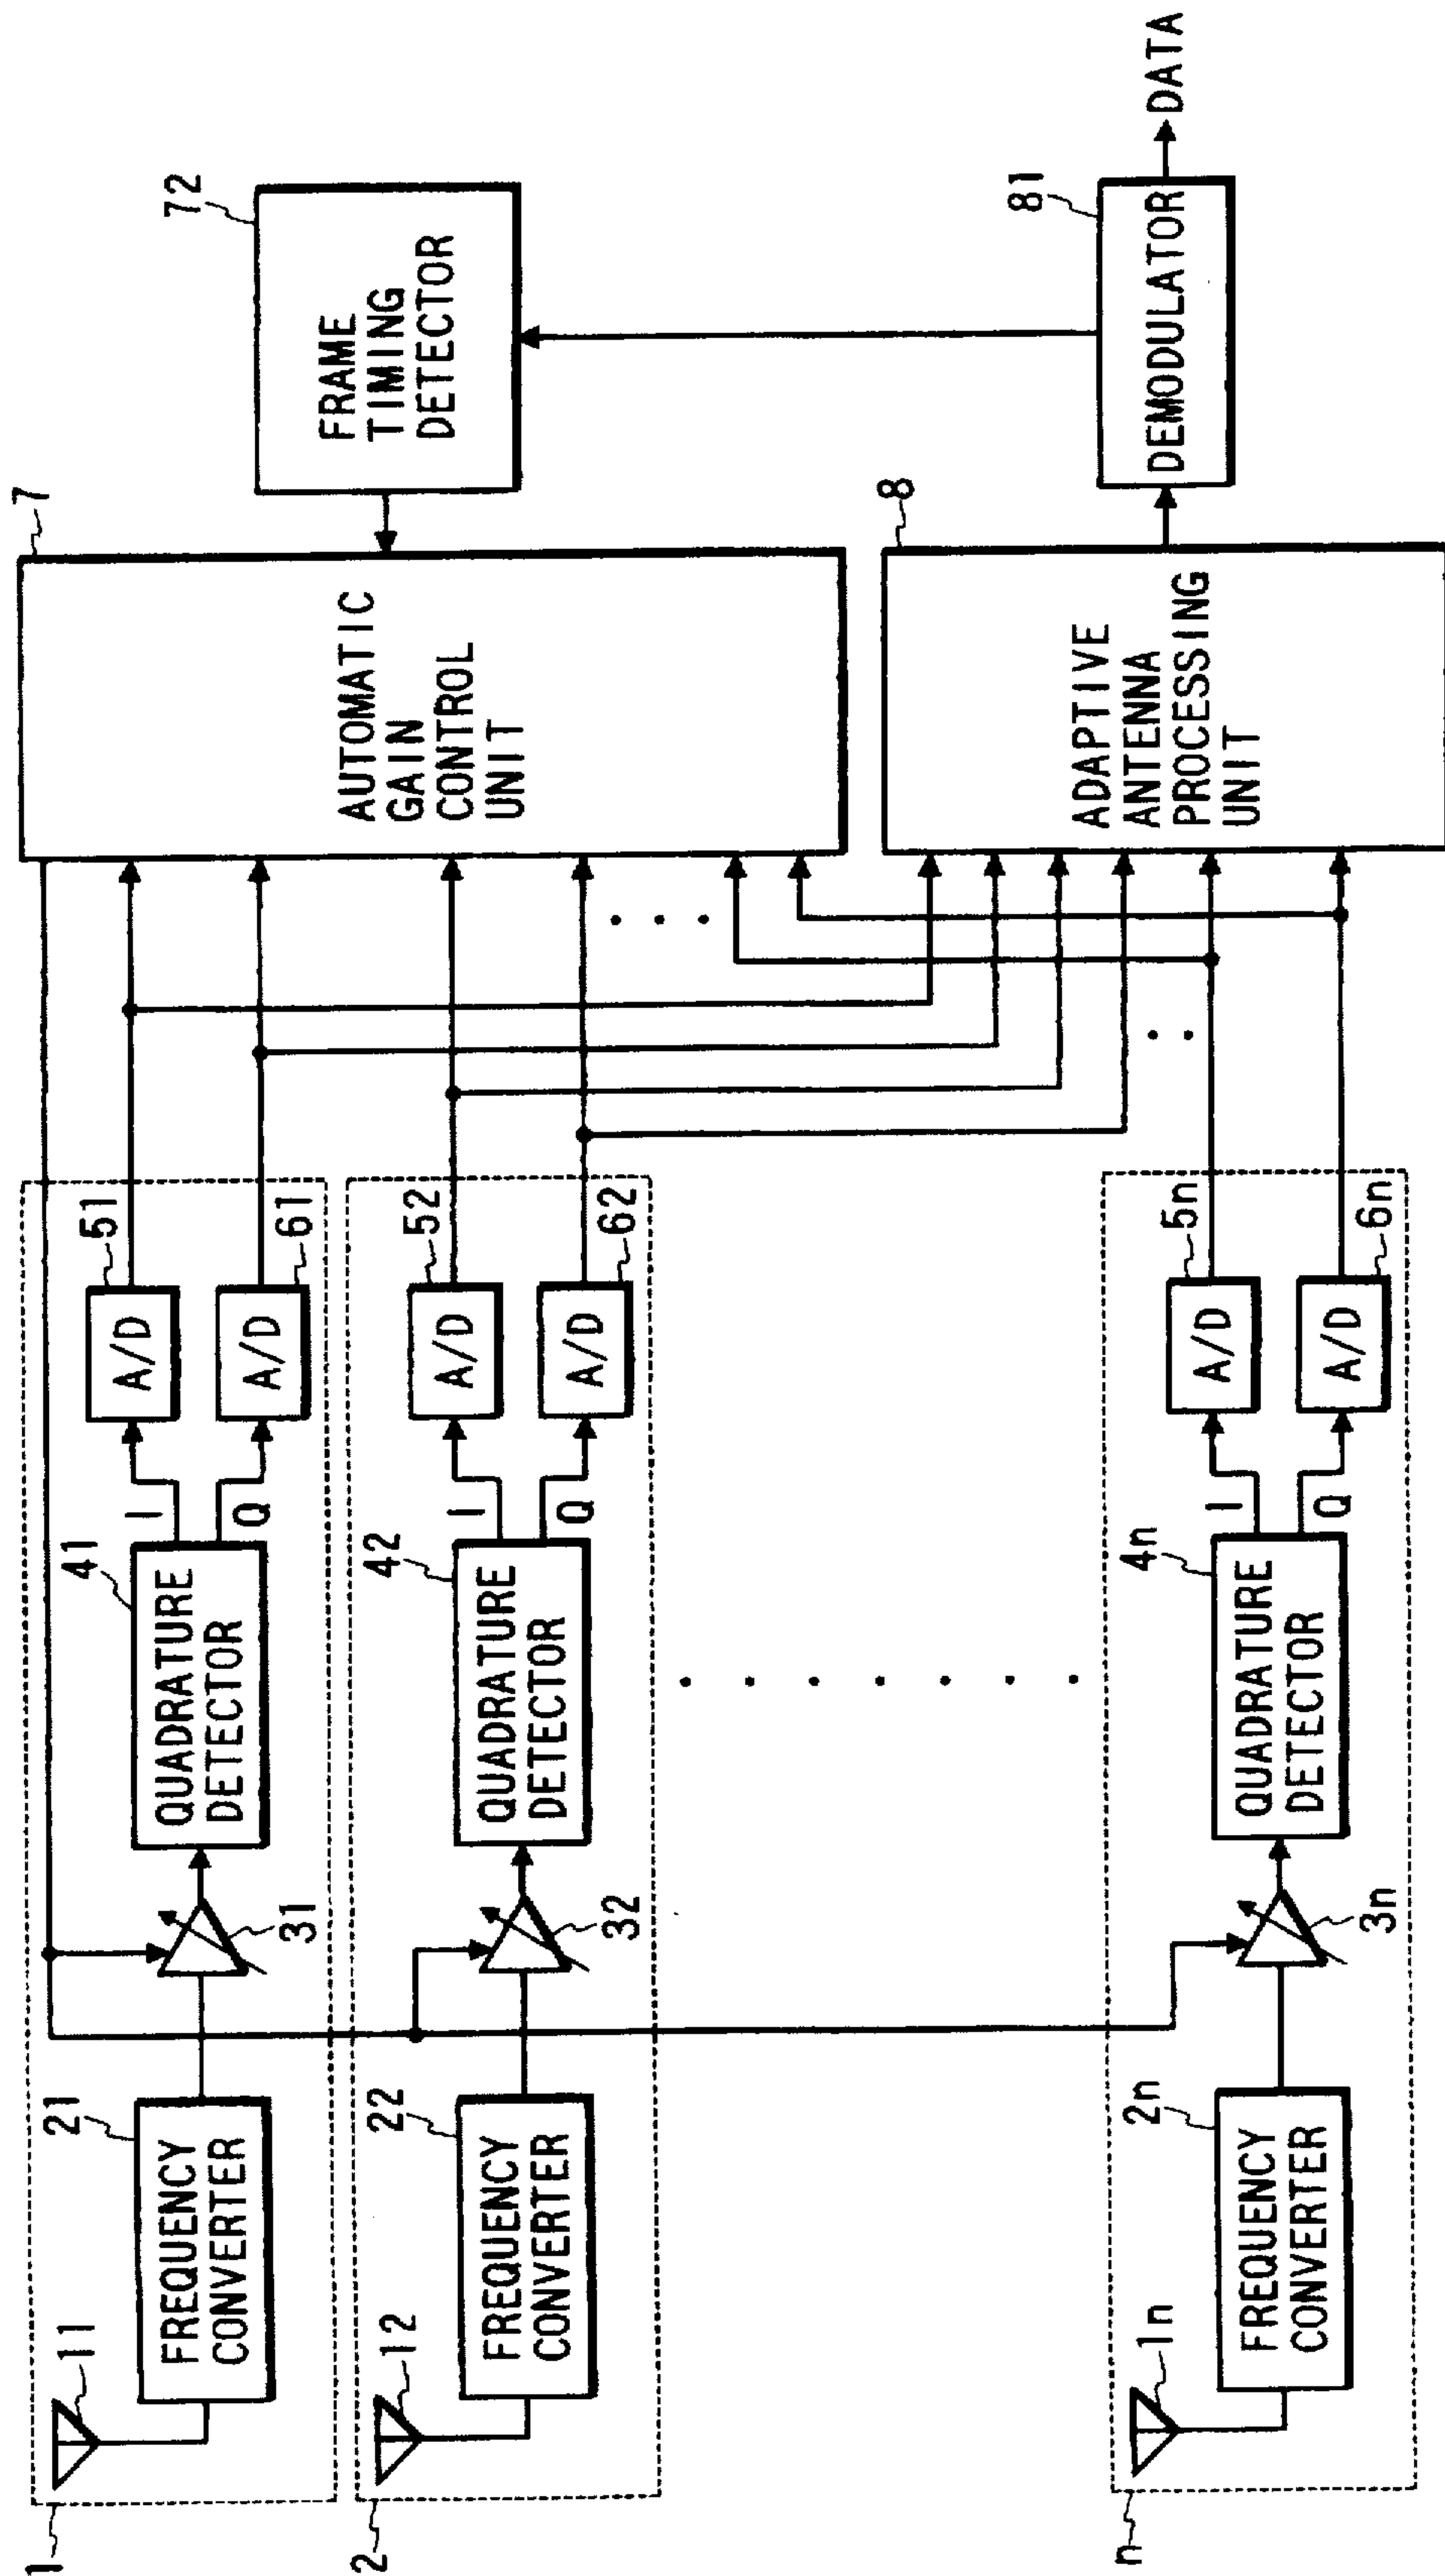 1
11
21
FREQUENCY
CONVERTER
31
41
QUADRATURE
DETECTOR
I
Q
51
A/D
61
A/D
2
12
22
FREQUENCY
CONVERTER
32
42
QUADRATURE
DETECTOR
I
Q
52
A/D
62
A/D
n
1n
2n
FREQUENCY
CONVERTER
3n
4n
QUADRATURE
DETECTOR
I
Q
5n
A/D
6n
A/D
7
AUTOMATIC
GAIN
CONTROL
UNIT
72
FRAME
TIMING
DETECTOR
8
ADAPTIVE
ANTENNA
PROCESSING
UNIT
81
DEMODULATOR
DATA